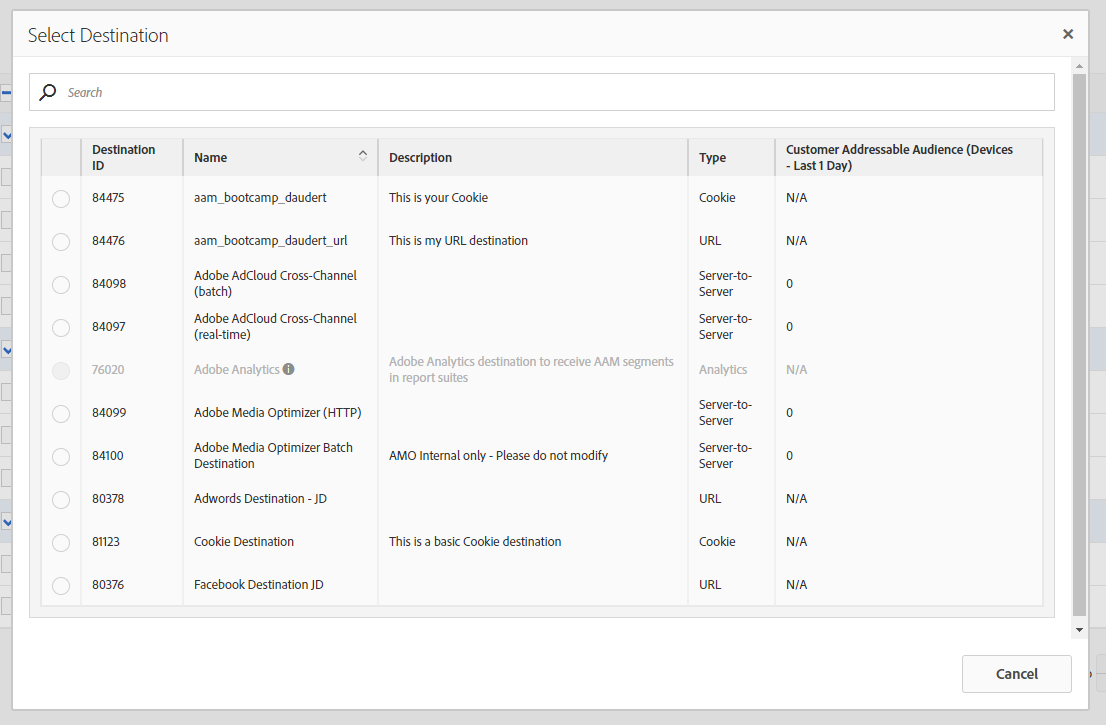 Select Destination
×
Search
Destination ID Name Description Type Customer Addressable Audience (Devices - Last 1 Day)
84475 aam_bootcamp_daudert This is your Cookie Cookie N/A
84476 aam_bootcamp_daudert_url This is my URL destination URL N/A
84098 Adobe AdCloud Cross-Channel (batch) Server-to-Server 0
84097 Adobe AdCloud Cross-Channel (real-time) Server-to-Server 0
76020 Adobe Analytics Adobe Analytics destination to receive AAM segments in report suites Analytics N/A
84099 Adobe Media Optimizer (HTTP) Server-to-Server 0
84100 Adobe Media Optimizer Batch Destination AMO Internal only - Please do not modify Server-to-Server 0
80378 Adwords Destination - JD URL N/A
81123 Cookie Destination This is a basic Cookie destination Cookie N/A
80376 Facebook Destination JD URL N/A
Cancel